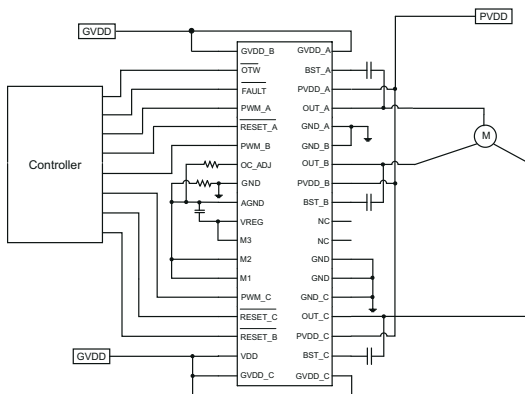 GVDD
PVDD
GVDD_B
GVDD_A
OTW
BST_A
FAULT
PVDD_A
PWM_A
OUT_A
RESET_A
GND_A
PWM_B
GND_B
OC_ADJ
OUT_B
GND
PVDD_B
AGND
BST_B
VREG
NC
M3
NC
M2
GND
M1
GND
PWM_C
GND_C
RESET_C
OUT_C
RESET_B
PVDD_C
VDD
BST_C
GVDD_C
GVDD_C
Controller
M
GVDD